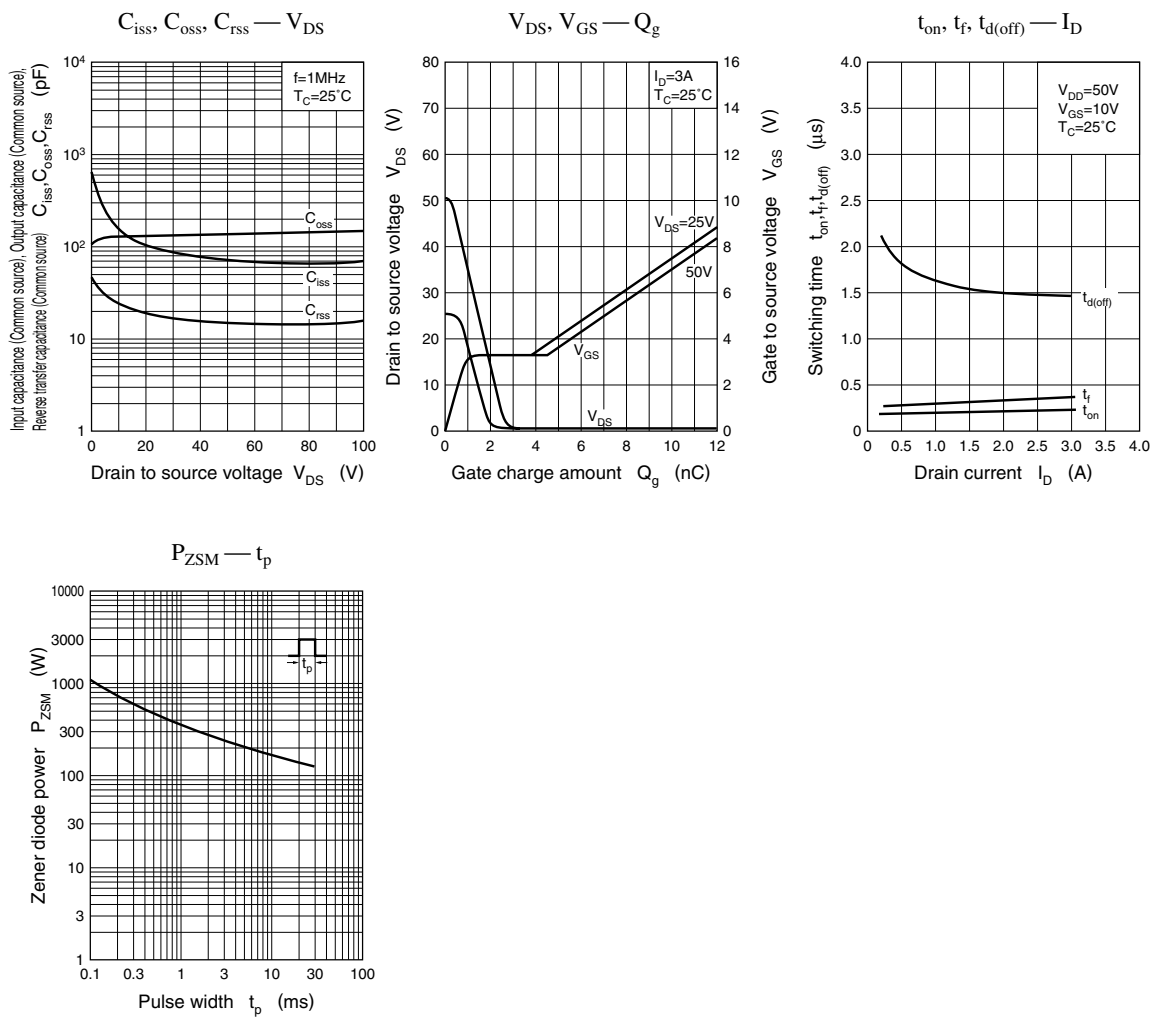 Ciss, Coss, Crss — VDS
Input capacitance (Common source), Output capacitance (Common source),
Reverse transfer capacitance (Common source) Ciss,Coss,Crss (pF)
10⁴
10³
10²
10
1
f=1MHz
TC=25˚C
Coss
Ciss
Crss
0 20 40 60 80 100
Drain to source voltage VDS (V)
VDS, VGS — Qg
Drain to source voltage VDS (V)
80
70
60
50
40
30
20
10
0
ID=3A
TC=25˚C
VDS=25V
50V
VGS
VDS
16
14
12
10
8
6
4
2
0
Gate to source voltage VGS (V)
0 2 4 6 8 10 12
Gate charge amount Qg (nC)
ton, tf, td(off) — ID
Switching time ton,tf,td(off) (μs)
4.0
3.5
3.0
2.5
2.0
1.5
1.0
0.5
0
VDD=50V
VGS=10V
TC=25˚C
td(off)
tf
ton
0 0.5 1.0 1.5 2.0 2.5 3.0 3.5 4.0
Drain current ID (A)
PZSM — tp
Zener diode power PZSM (W)
10000
3000
1000
300
100
30
10
3
1
tp
0.1 0.3 1 3 10 30 100
Pulse width tp (ms)